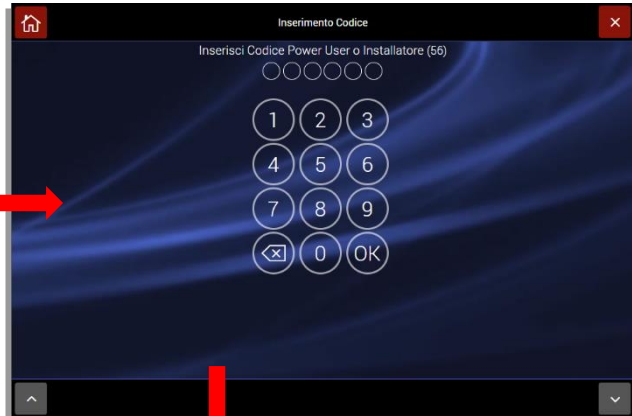 Inserimento Codice
Inserisci Codice Power User o Installatore (56)
1 2 3
4 5 6
7 8 9
0 OK